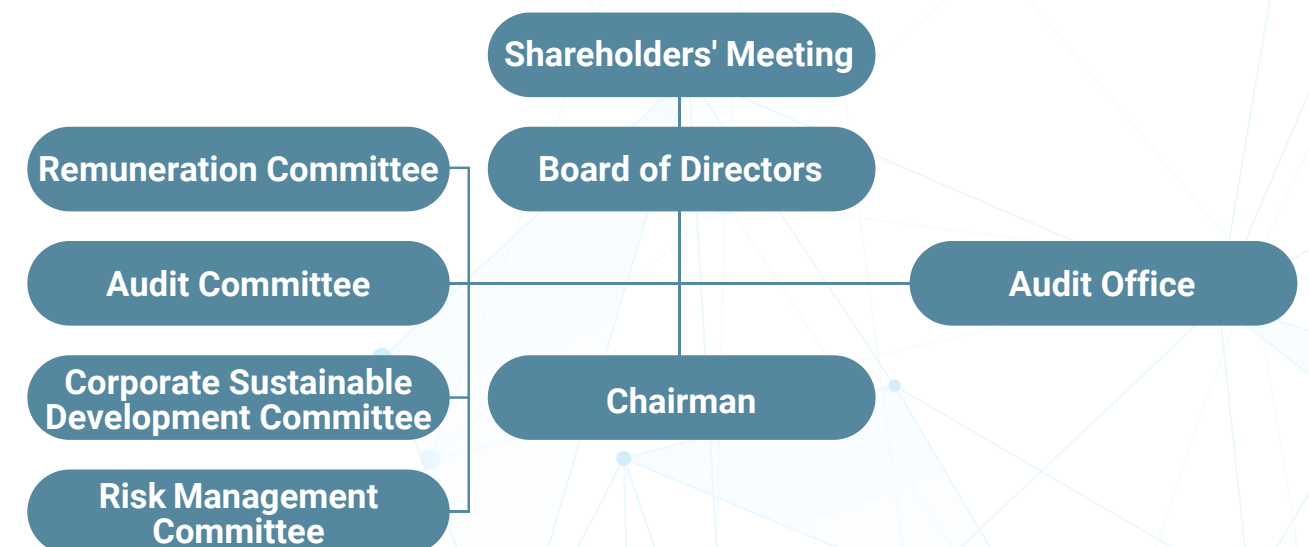 Shareholders' Meeting
Remuneration Committee
Board of Directors
Audit Committee
Audit Office
Corporate Sustainable
Development Committee
Chairman
Risk Management
Committee